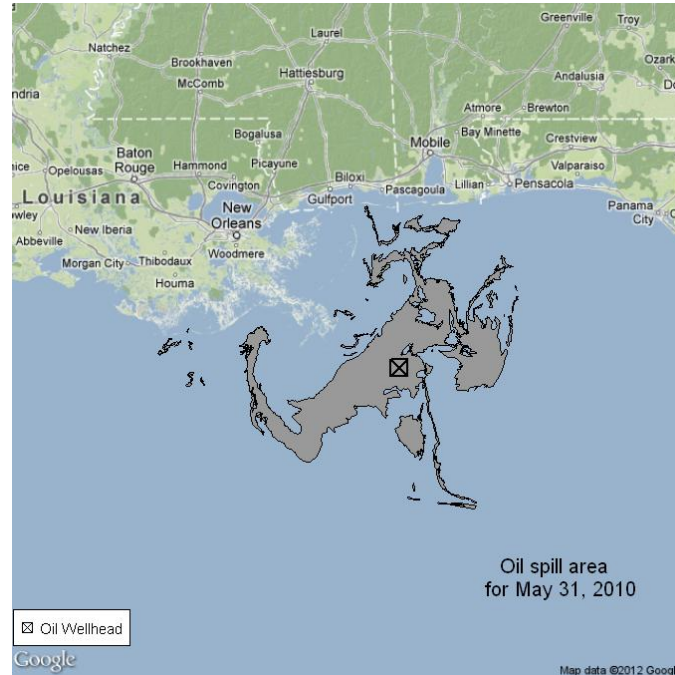 Greenville
Troy
Laurel
Natchez
Brookhaven
Ozark
Hattiesburg
McComb
Andalusia
andria
Atmore
Brewton
Bogalusa
Bay Minette
Crestview
Mobile
Baton
Rouge
Hammond
Picayune
Valparaiso
Opelousas
Covington
Biloxi
Pascagoula
Lillian
Pensacola
Gulfport
Louisiana
New
Orleans
Panama
City
New Iberia
Abbeville
Woodmere
Thibodaux
Morgan City
Houma
Oil spill area
for May 31, 2010
Oil Wellhead
Google
Map data ©2012 Googl